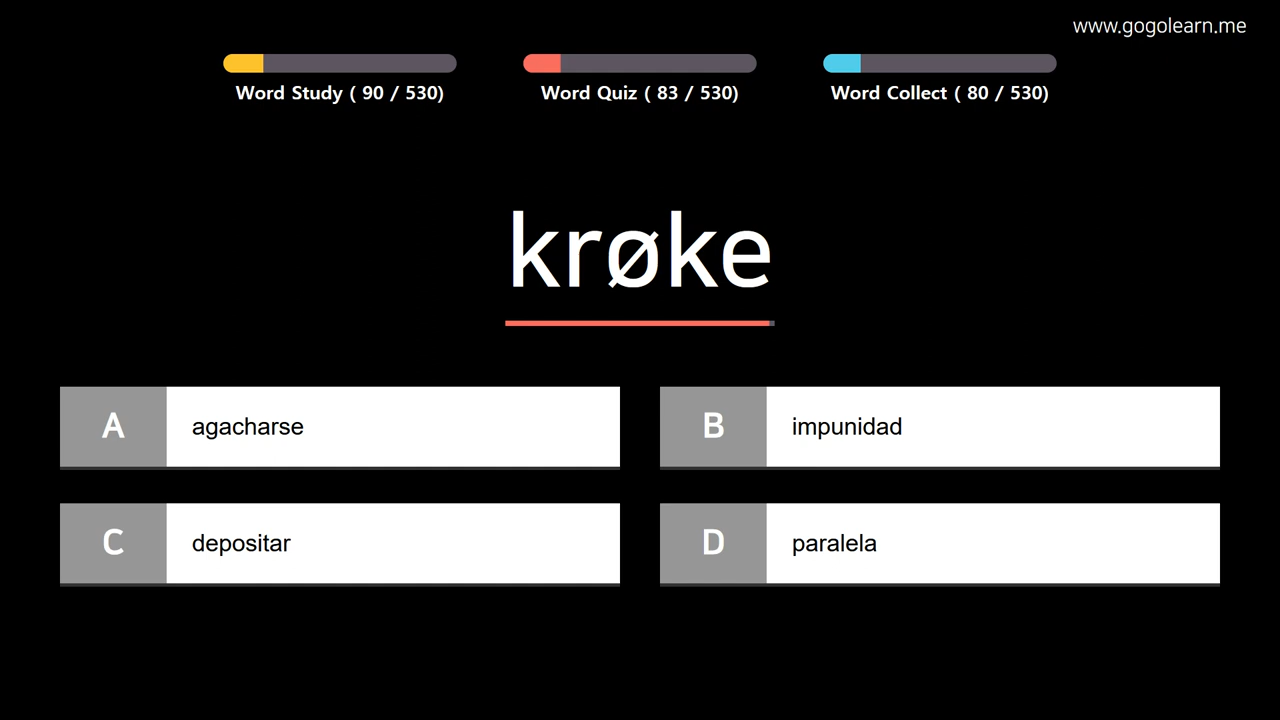 www.gogolearn.me
Word Study ( 90 / 530)
Word Quiz ( 83 / 530)
Word Collect ( 80 / 530)
krøke
A agacharse
B impunidad
C depositar
D paralela